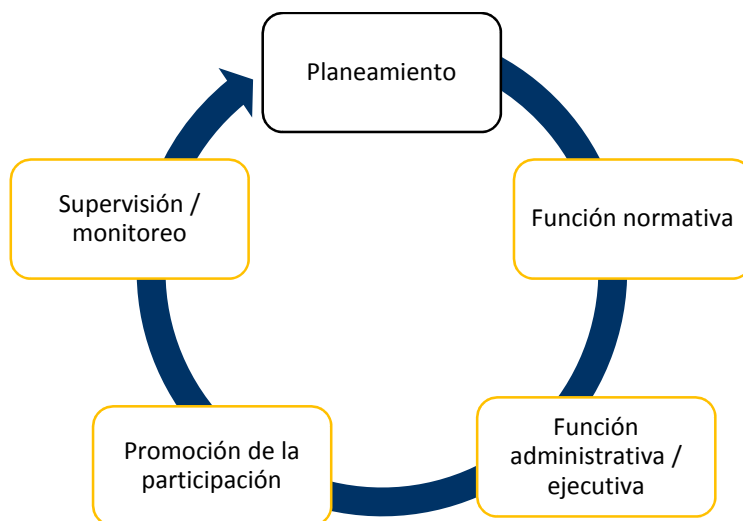 Planeamiento
Función normativa
Función
administrativa /
ejecutiva
Promoción de la
participación
Supervisión /
monitoreo